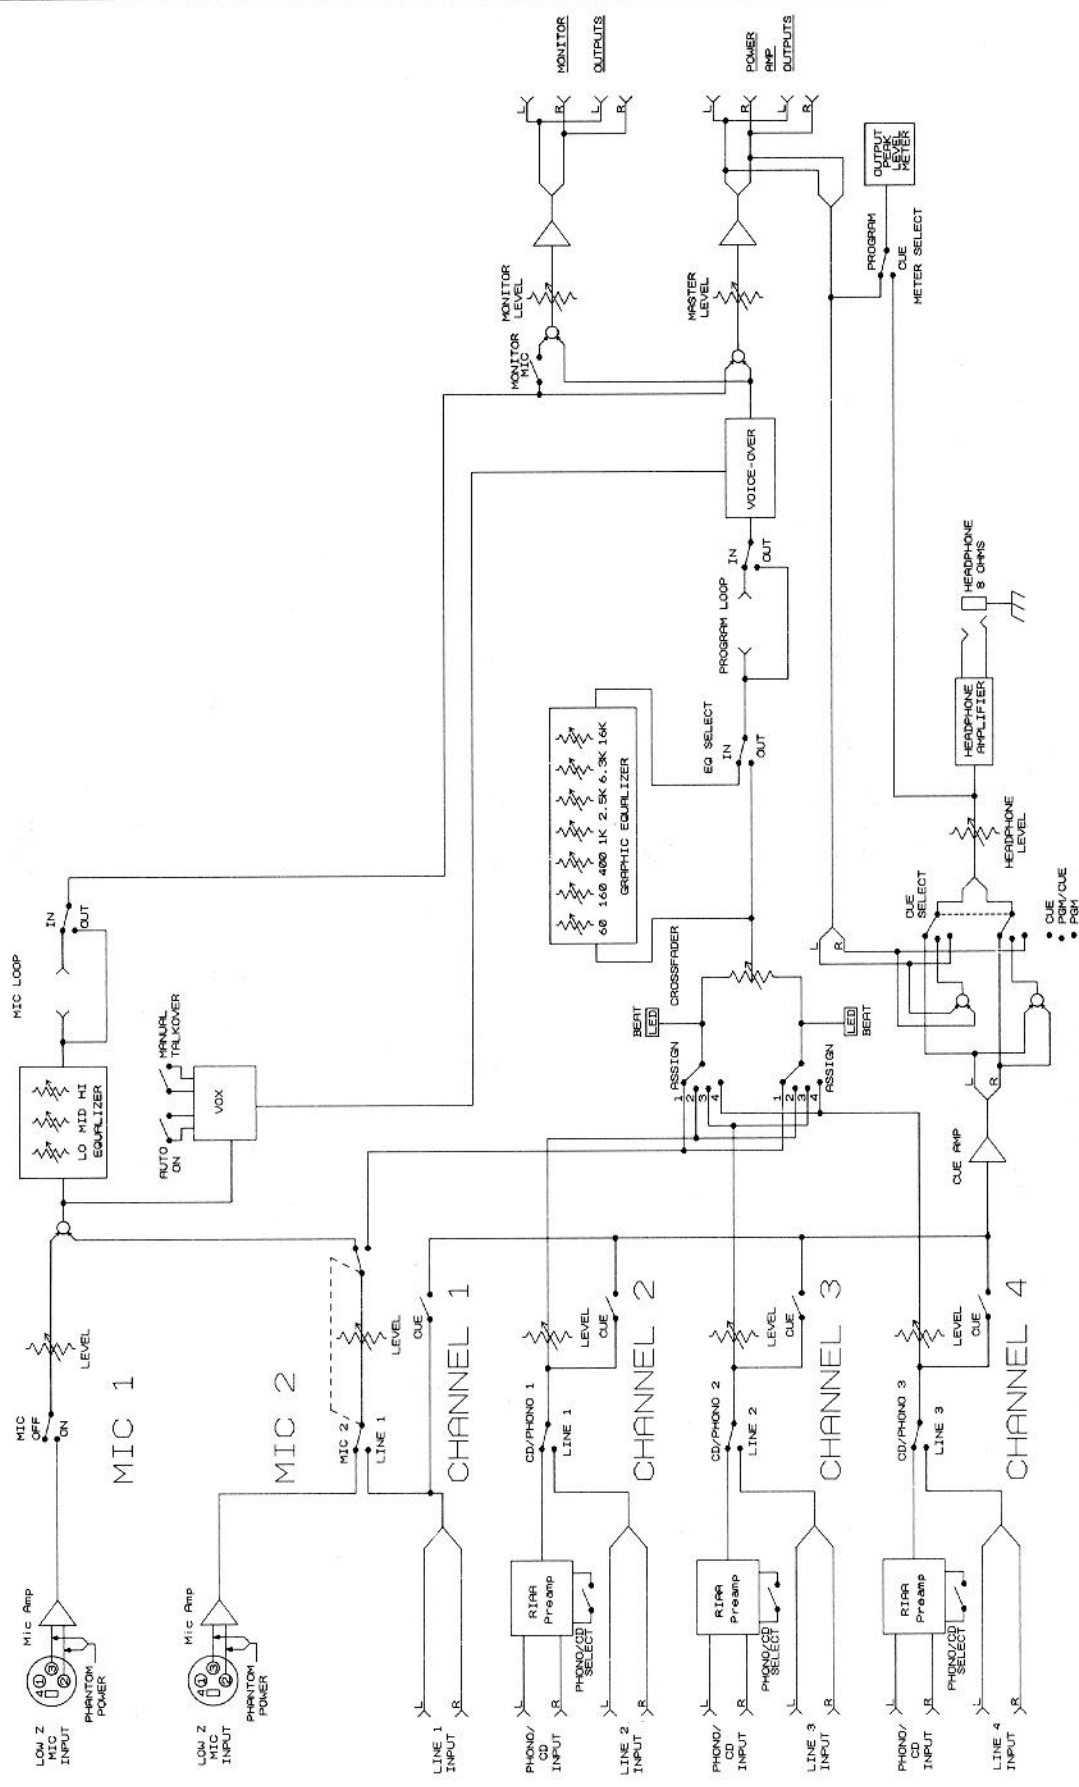 LOW Z
MIC
INPUT
4
1
3
2
PHANTOM
POWER
Mic Amp
MIC
OFF
ON
LEVEL
MIC 1
LO MID HI
EQUALIZER
MIC LOOP
IN
OUT
AUTO
ON
MANUAL
TALKOVER
VOX
LOW Z
MIC
INPUT
4
1
3
2
PHANTOM
POWER
Mic Amp
MIC 2
MIC 2
LINE 1
LEVEL
LINE 1
INPUT
L
R
CUE
CHANNEL 1
PHONO/
CD
INPUT
L
R
RIAA
Preamp
PHONO/CD
SELECT
LINE 2
INPUT
L
R
CD/PHONO 1
LINE 1
LEVEL
CUE
CHANNEL 2
PHONO/
CD
INPUT
L
R
RIAA
Preamp
PHONO/CD
SELECT
LINE 3
INPUT
L
R
CD/PHONO 2
LINE 2
LEVEL
CUE
CHANNEL 3
PHONO/
CD
INPUT
L
R
RIAA
Preamp
PHONO/CD
SELECT
LINE 4
INPUT
L
R
CD/PHONO 3
LINE 3
LEVEL
CUE
CHANNEL 4
ASSIGN
1
2
3
4
ASSIGN
1
2
3
4
BEAT
LED
LED
BEAT
CROSSFADER
60 160 400 1K 2.5K 6.3K 16K
GRAPHIC EQUALIZER
EQ SELECT
IN
OUT
PROGRAM LOOP
IN
OUT
VOICE-OVER
MONITOR
MIC
MONITOR
LEVEL
L
R
L
R
MONITOR
OUTPUTS
MASTER
LEVEL
L
R
L
R
POWER
AMP
OUTPUTS
PROGRAM
CUE
METER SELECT
OUTPUT
PEAK
LEVEL
METER
CUE AMP
L
R
L
R
CUE
SELECT
CUE
PGM/CUE
PGM
HEADPHONE
LEVEL
HEADPHONE
AMPLIFIER
HEADPHONE
8 OHMS